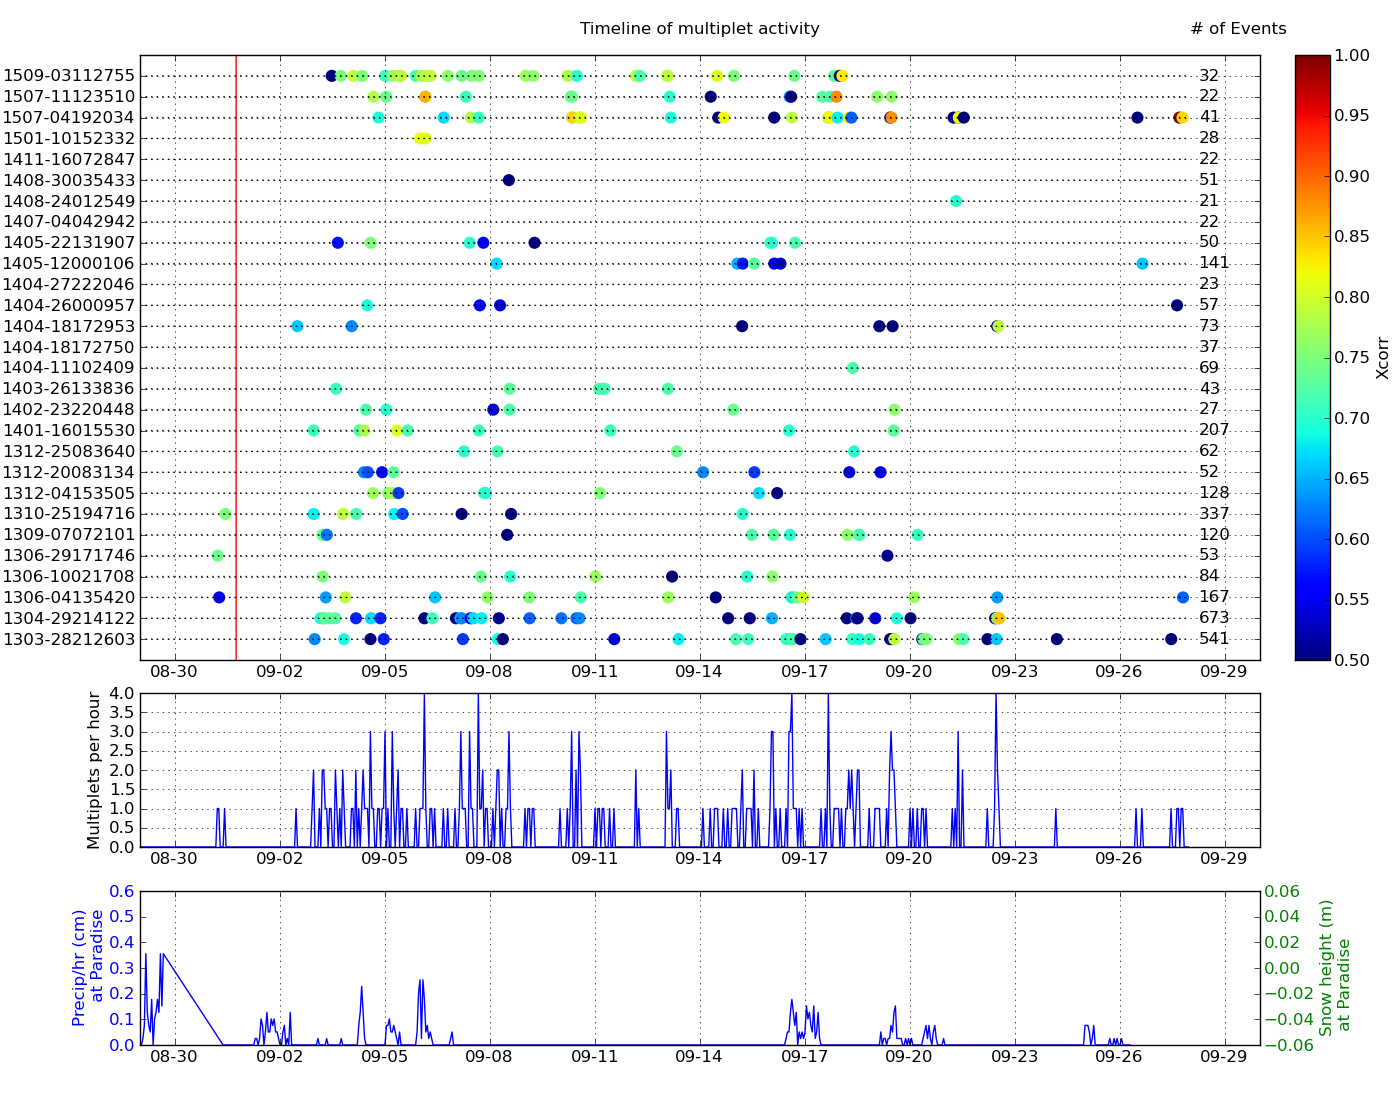 Timeline of multiplet activity # of Events
1509-03112755 32 1.00
1507-11123510 22
1507-04192034 41 0.95
1501-10152332 28
1411-16072847 22
1408-30035433 51 0.90
1408-24012549 21
1407-04042942 22
1405-22131907 50 0.85
1405-12000106 141
1404-27222046 23
1404-26000957 57 0.80
1404-18172953 73
1404-18172750 37 0.75
1404-11102409 69
1403-26133836 43
1402-23220448 27 0.70
1401-16015530 207
1312-25083640 62
1312-20083134 52 0.65
1312-04153505 128
1310-25194716 337
1309-07072101 120 0.60
1306-29171746 53
1306-10021708 84 0.55
1306-04135420 167
1304-29214122 673
1303-28212603 541 0.50
Xcorr
08-30 09-02 09-05 09-08 09-11 09-14 09-17 09-20 09-23 09-26 09-29
Multiplets per hour
4.0
3.5
3.0
2.5
2.0
1.5
1.0
0.5
0.0
08-30 09-02 09-05 09-08 09-11 09-14 09-17 09-20 09-23 09-26 09-29
Precip/hr (cm)
at Paradise
0.6 0.06
0.5 0.04
0.4 0.02
0.3 0.00
0.2 −0.02
0.1 −0.04
0.0 −0.06
Snow height (m)
at Paradise
08-30 09-02 09-05 09-08 09-11 09-14 09-17 09-20 09-23 09-26 09-29